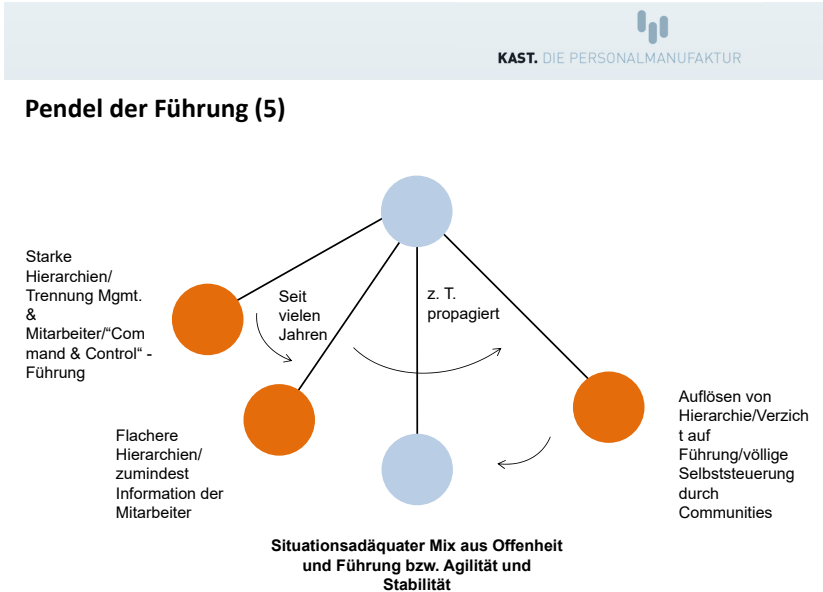 KAST. DIE PERSONALMANUFAKTUR
Pendel der Führung (5)
Starke
Hierarchien/
Trennung Mgmt.
&
Mitarbeiter/“Com
mand & Control“ -
Führung
Seit
vielen
Jahren
z. T.
propagiert
Flachere
Hierarchien/
zumindest
Information der
Mitarbeiter
Auflösen von
Hierarchie/Verzich
t auf
Führung/völlige
Selbststeuerung
durch
Communities
Situationsadäquater Mix aus Offenheit
und Führung bzw. Agilität und
Stabilität